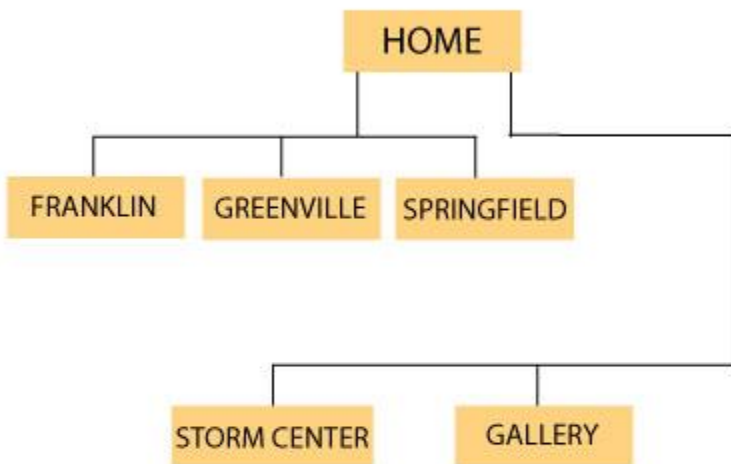 HOME
FRANKLIN
GREENVILLE
SPRINGFIELD
STORM CENTER
GALLERY